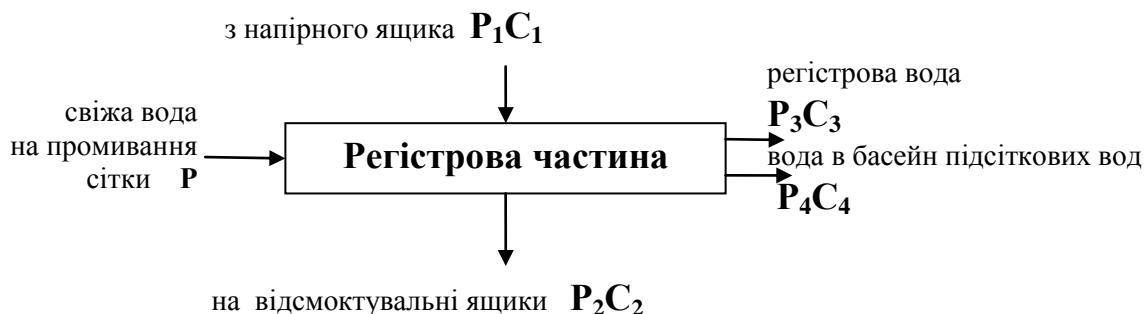 з напірного ящика P₁C₁
регістрова вода
P₃C₃
свіжа вода
на промивання
сітки P
Регістрова частина
вода в басейн підсіткових вод
P₄C₄
на відсмоктувальні ящики P₂C₂